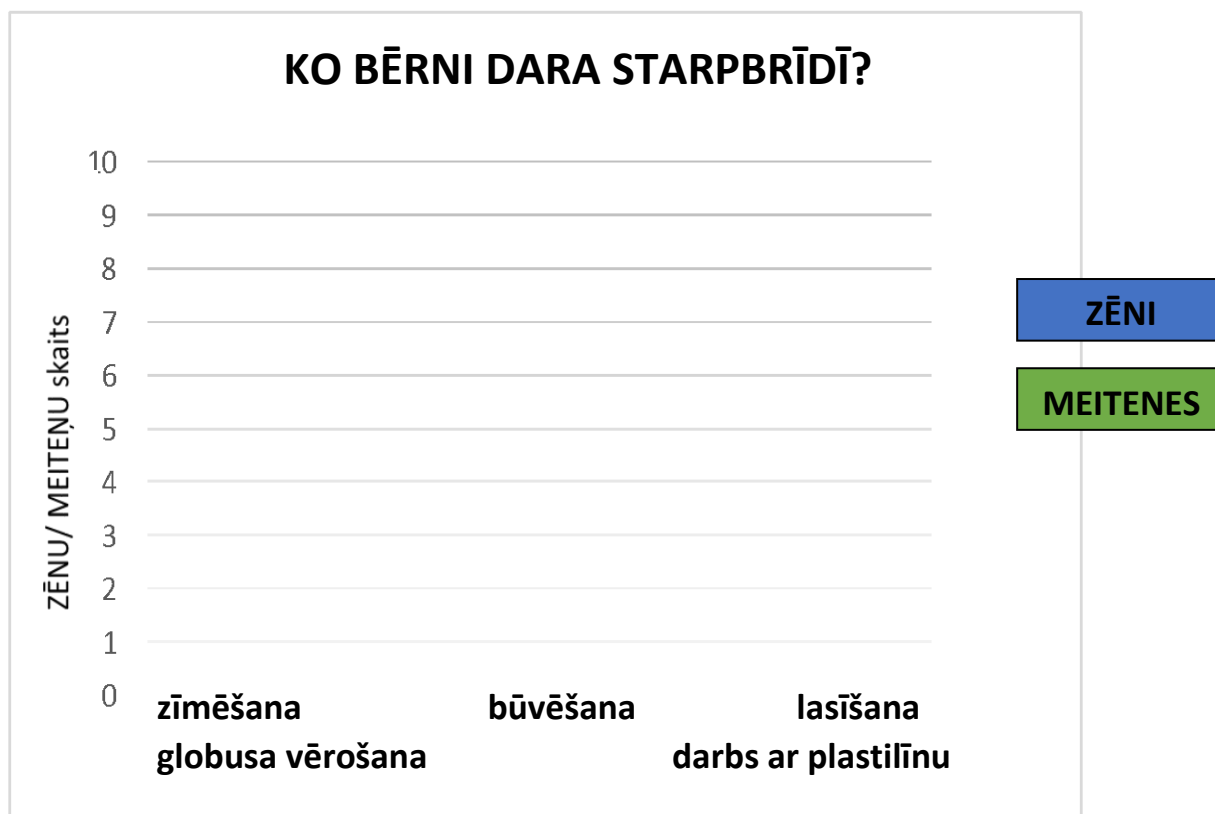 KO BĒRNI DARA STARPBRĪDĪ?
ZĒNU/ MEITEŅU skaits
10
9
8
7
6
5
4
3
2
1
0
zīmēšana būvēšana lasīšana
globusa vērošana darbs ar plastilīnu
ZĒNI
MEITENES